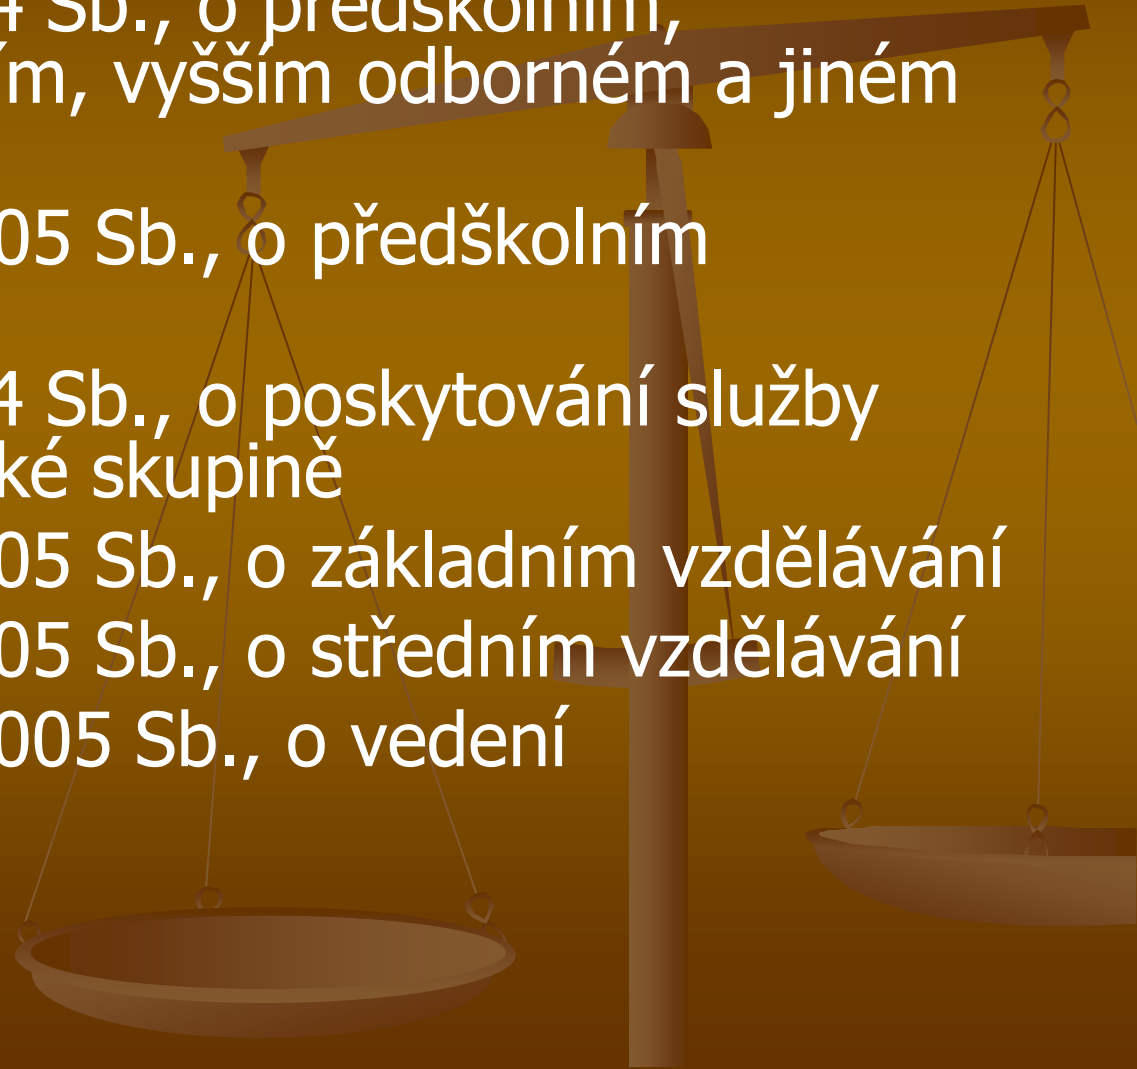 4 Sb., o předškolním,
ím, vyšším odborném a jiném
05 Sb., o předškolním
4 Sb., o poskytování služby
ké skupině
05 Sb., o základním vzdělávání
05 Sb., o středním vzdělávání
005 Sb., o vedení